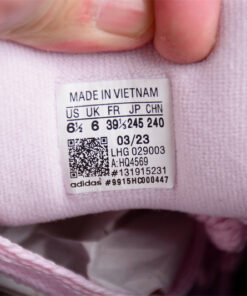 MADE IN VIETNAM
US UK FR JP CHN
6½ 6 39⅓ 245 240
03/23
LHG 029003
A:HQ4569
#131915231
adidas #9915HC000447